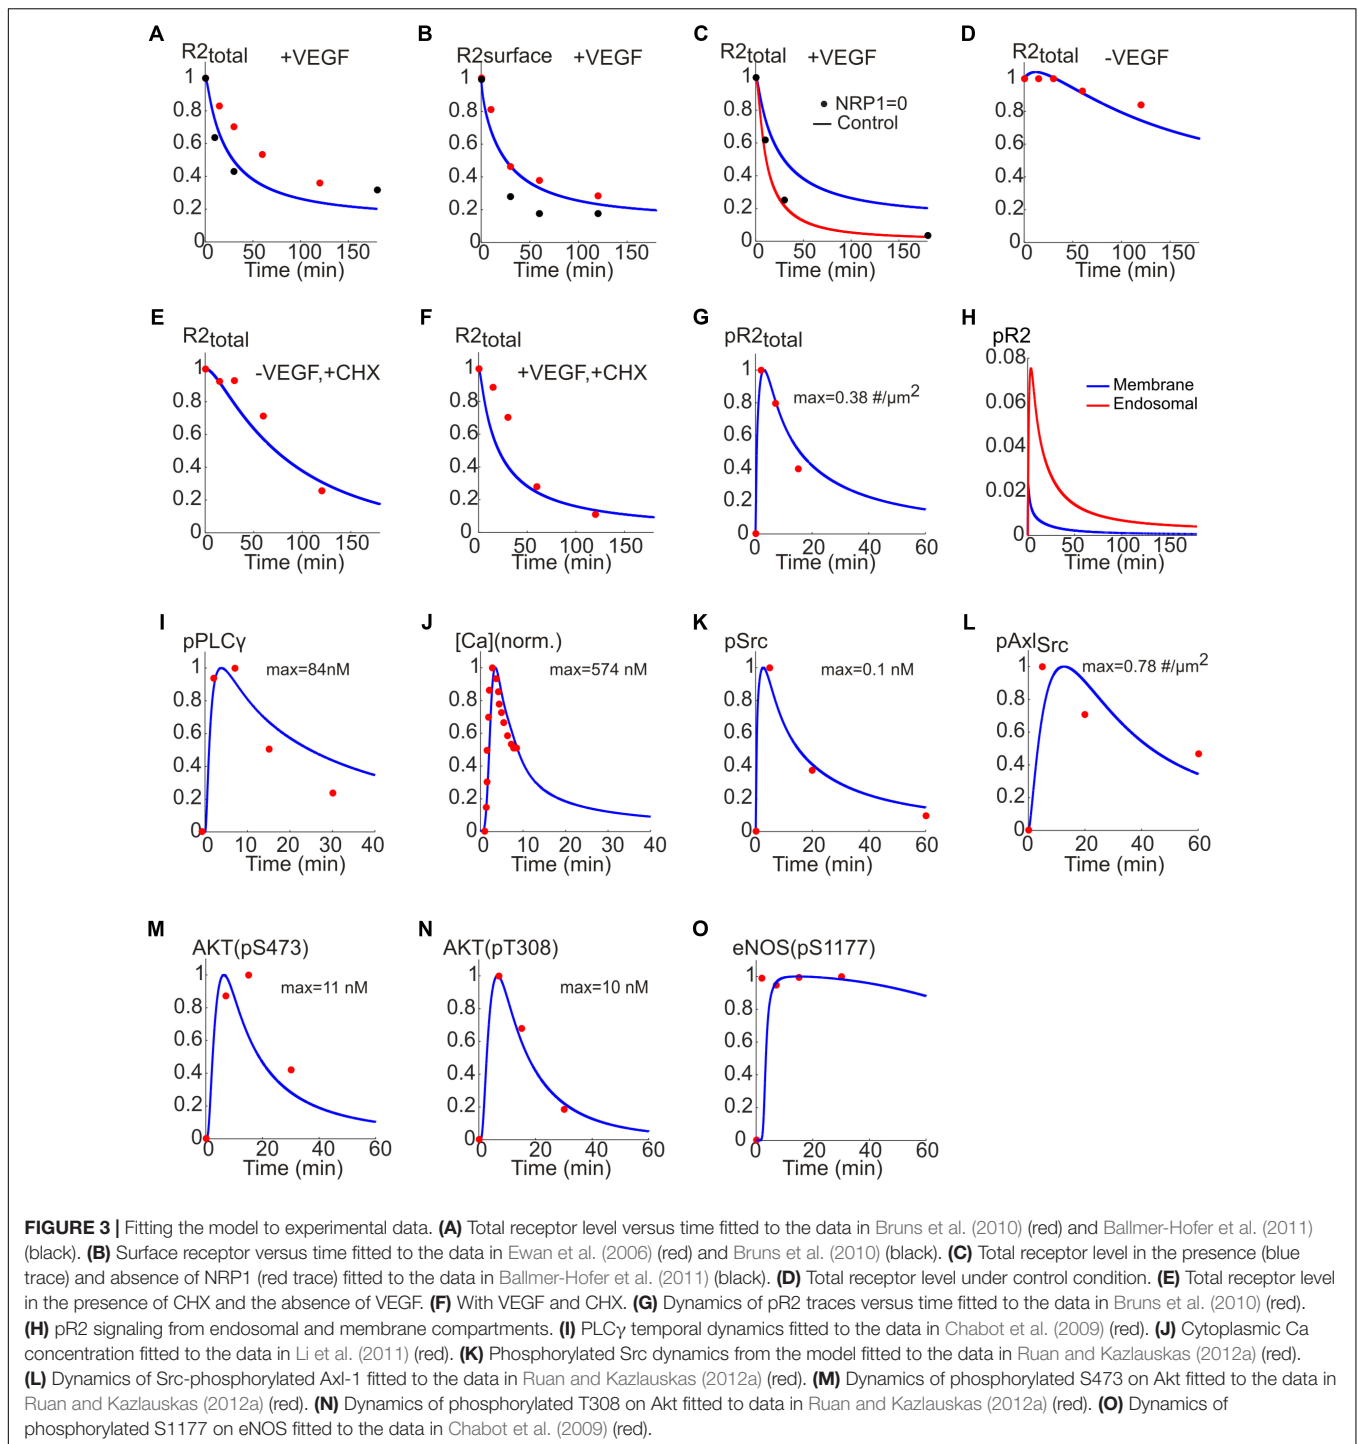 A
R2total +VEGF
1
0.8
0.6
0.4
0.2
0
0 50 100 150
Time (min)
B
R2surface +VEGF
1
0.8
0.6
0.4
0.2
0
0 50 100 150
Time (min)
C
R2total +VEGF
NRP1=0
Control
1
0.8
0.6
0.4
0.2
0
0 50 100 150
Time (min)
D
R2total -VEGF
1
0.8
0.6
0.4
0.2
0
0 50 100 150
Time (min)
E
R2total
-VEGF,+CHX
1
0.8
0.6
0.4
0.2
0
0 50 100 150
Time (min)
F
R2total
+VEGF,+CHX
1
0.8
0.6
0.4
0.2
0
0 50 100 150
Time (min)
G
pR2total
max=0.38 #/µm2
1
0.8
0.6
0.4
0.2
0
0 20 40 60
Time (min)
H
pR2
0.08
0.06
0.04
0.02
0
Membrane
Endosomal
0 50 100 150
Time (min)
I
pPLCγ
max=84nM
1
0.8
0.6
0.4
0.2
0
0 10 20 30 40
Time (min)
J
[Ca](norm.)
max=574 nM
1
0.8
0.6
0.4
0.2
0
0 10 20 30 40
Time (min)
K
pSrc
max=0.1 nM
1
0.8
0.6
0.4
0.2
0
0 20 40 60
Time (min)
L
pAxlSrc
max=0.78 #/µm2
1
0.8
0.6
0.4
0.2
0
0 20 40 60
Time (min)
M
AKT(pS473)
max=11 nM
1
0.8
0.6
0.4
0.2
0
0 20 40 60
Time (min)
N
AKT(pT308)
max=10 nM
1
0.8
0.6
0.4
0.2
0
0 20 40 60
Time (min)
O
eNOS(pS1177)
1
0.8
0.6
0.4
0.2
0
0 20 40 60
Time (min)
FIGURE 3 | Fitting the model to experimental data. (A) Total receptor level versus time fitted to the data in Bruns et al. (2010) (red) and Ballmer-Hofer et al. (2011)
(black). (B) Surface receptor versus time fitted to the data in Ewan et al. (2006) (red) and Bruns et al. (2010) (black). (C) Total receptor level in the presence (blue
trace) and absence of NRP1 (red trace) fitted to the data in Ballmer-Hofer et al. (2011) (black). (D) Total receptor level under control condition. (E) Total receptor level
in the presence of CHX and the absence of VEGF. (F) With VEGF and CHX. (G) Dynamics of pR2 traces versus time fitted to the data in Bruns et al. (2010) (red).
(H) pR2 signaling from endosomal and membrane compartments. (I) PLCγ temporal dynamics fitted to the data in Chabot et al. (2009) (red). (J) Cytoplasmic Ca
concentration fitted to the data in Li et al. (2011) (red). (K) Phosphorylated Src dynamics from the model fitted to the data in Ruan and Kazlauskas (2012a) (red).
(L) Dynamics of Src-phosphorylated Axl-1 fitted to the data in Ruan and Kazlauskas (2012a) (red). (M) Dynamics of phosphorylated S473 on Akt fitted to the data in
Ruan and Kazlauskas (2012a) (red). (N) Dynamics of phosphorylated T308 on Akt fitted to data in Ruan and Kazlauskas (2012a) (red). (O) Dynamics of
phosphorylated S1177 on eNOS fitted to the data in Chabot et al. (2009) (red).